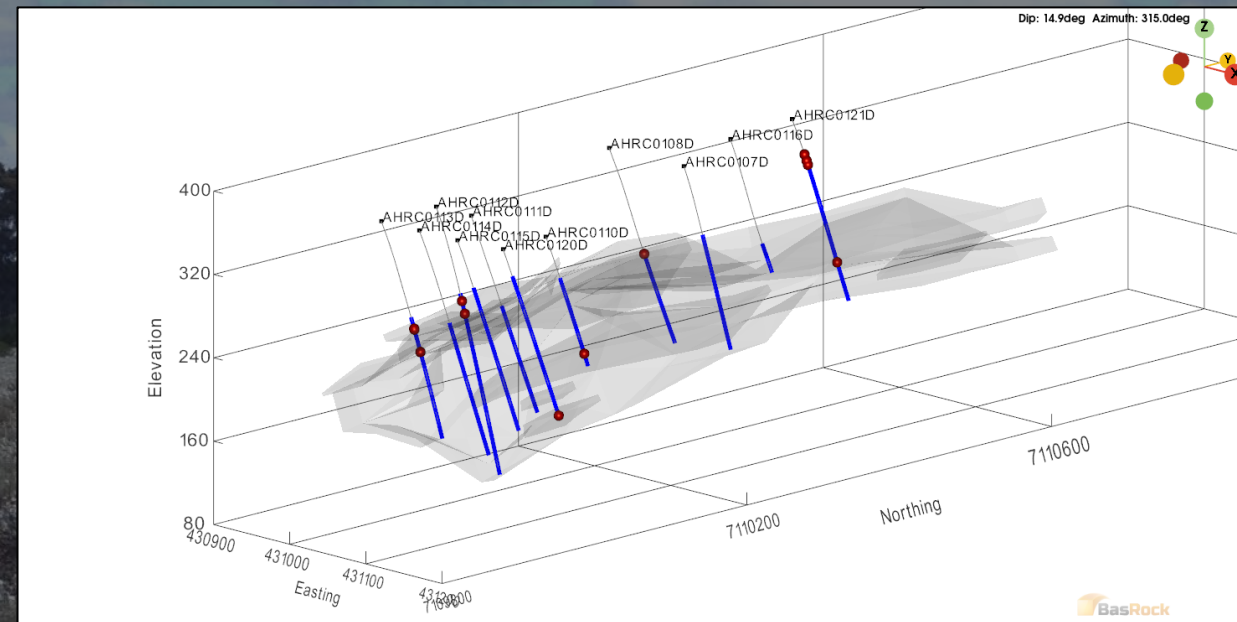 Dip: 14.9deg Azimuth: 315.0deg
Z
Y
X
AHRC0121D
AHRC0116D
AHRC0108D
AHRC0107D
AHRC0112D
AHRC0111D
AHRC0113D
AHRC0114D
AHRC0115D
AHRC0110D
AHRC0120D
400
320
240
160
80
Elevation
430900
431000
431100
Easting
7110200
7110600
Northing
BasRock